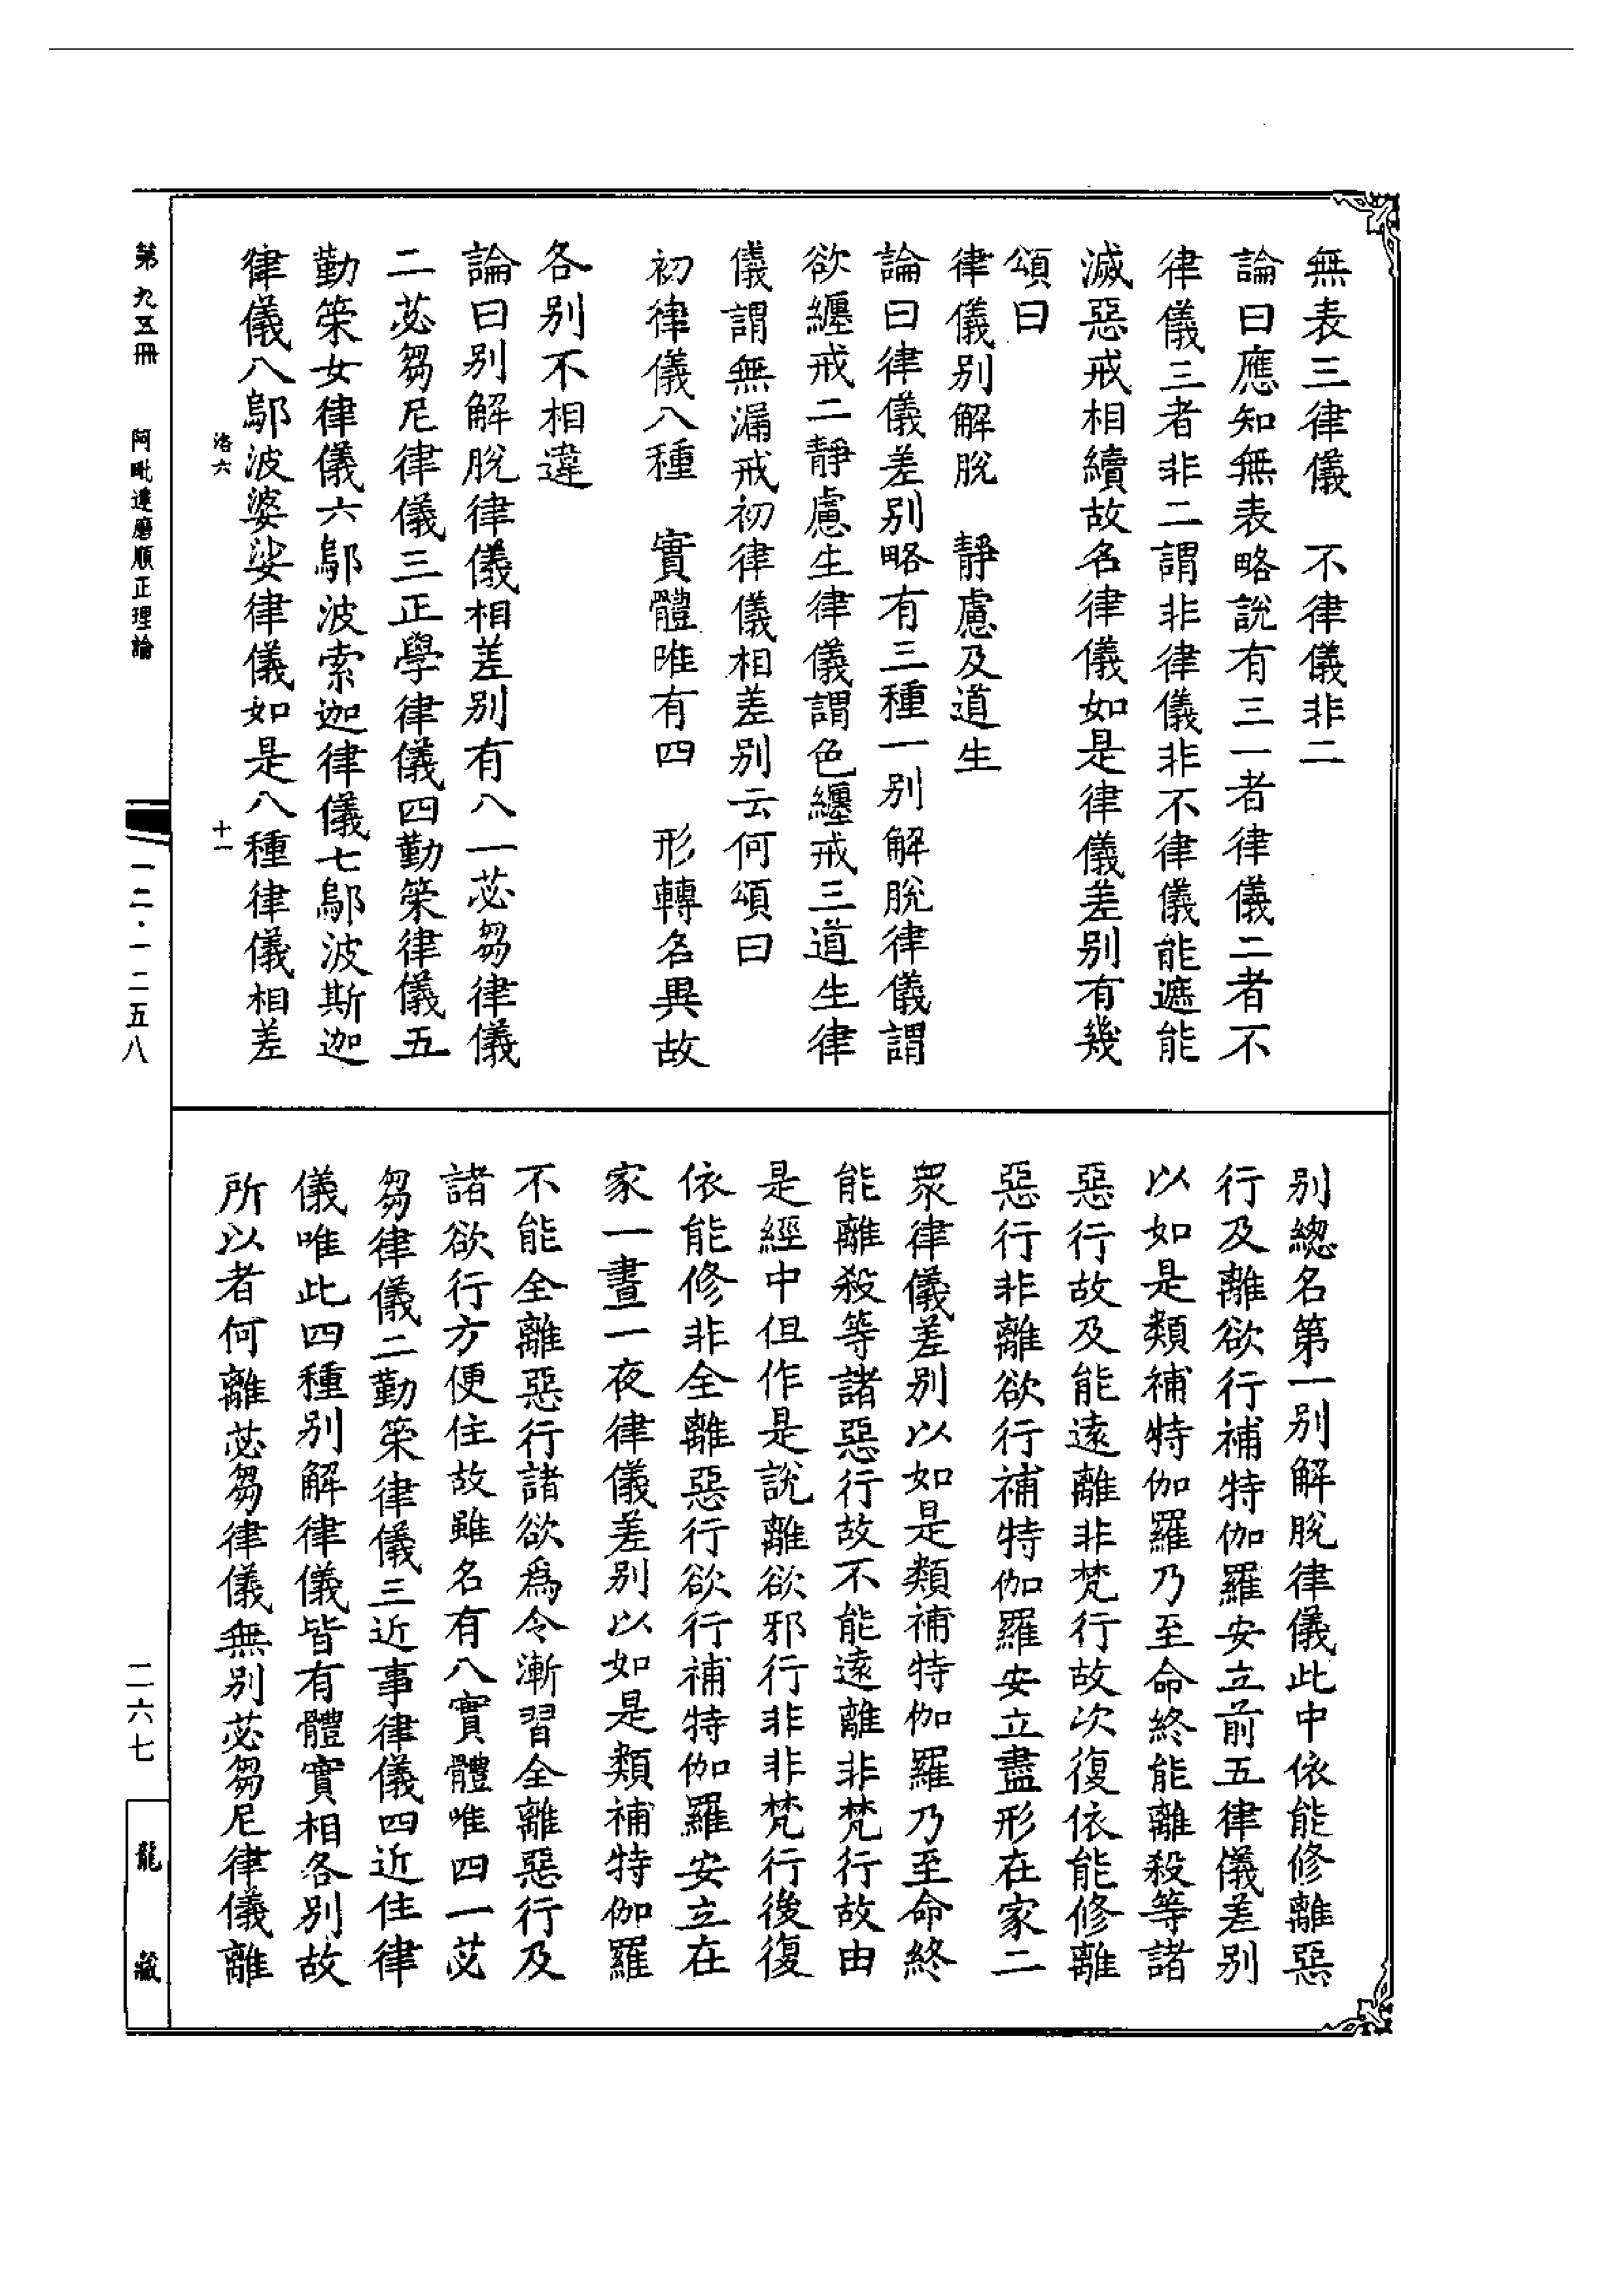 無表三律儀　不律儀非二
論曰應知無表略說有三一者律儀二者不
律儀三者非二謂非律儀非不律儀能遮能
滅惡戒相續故名律儀如是律儀差別有幾
頌曰
律儀別解脫　靜慮及道生
論曰律儀差別略有三種一別解脫律儀謂
欲纏戒二靜慮生律儀謂色纏戒三道生律
儀謂無漏戒初律儀相差別云何頌曰
初律儀八種　實體唯有四　形轉名異故
各別不相違
論曰別解脫律儀相差別有八一苾芻律儀
二苾芻尼律儀三正學律儀四勤策律儀五
勤策女律儀六鄔波索迦律儀七鄔波斯迦
律儀八鄔波婆娑律儀如是八種律儀相差
洛六
十一
別總名第一別解脫律儀此中依能修離惡
行及離欲行補特伽羅安立前五律儀差別
以如是類補特伽羅乃至命終能離殺等諸
惡行故及能遠離非梵行故次復依能修離
惡行非離欲行補特伽羅安立盡形在家二
眾律儀差別以如是類補特伽羅乃至命終
能離殺等諸惡行故不能遠離非梵行故由
是經中但作是說離欲邪行非非梵行後復
依能修非全離惡行欲行補特伽羅安立在
家一晝一夜律儀差別以如是類補特伽羅
不能全離惡行諸欲為令漸習全離惡行及
諸欲行方便住故雖名有八實體唯四一苾
芻律儀二勤策律儀三近事律儀四近住律
儀唯此四種別解律儀皆有體實相各別故
所以者何離苾芻律儀無別苾芻尼律儀離
第九五冊　阿毗達磨順正理論
一二·一二五八
二六七
龍藏